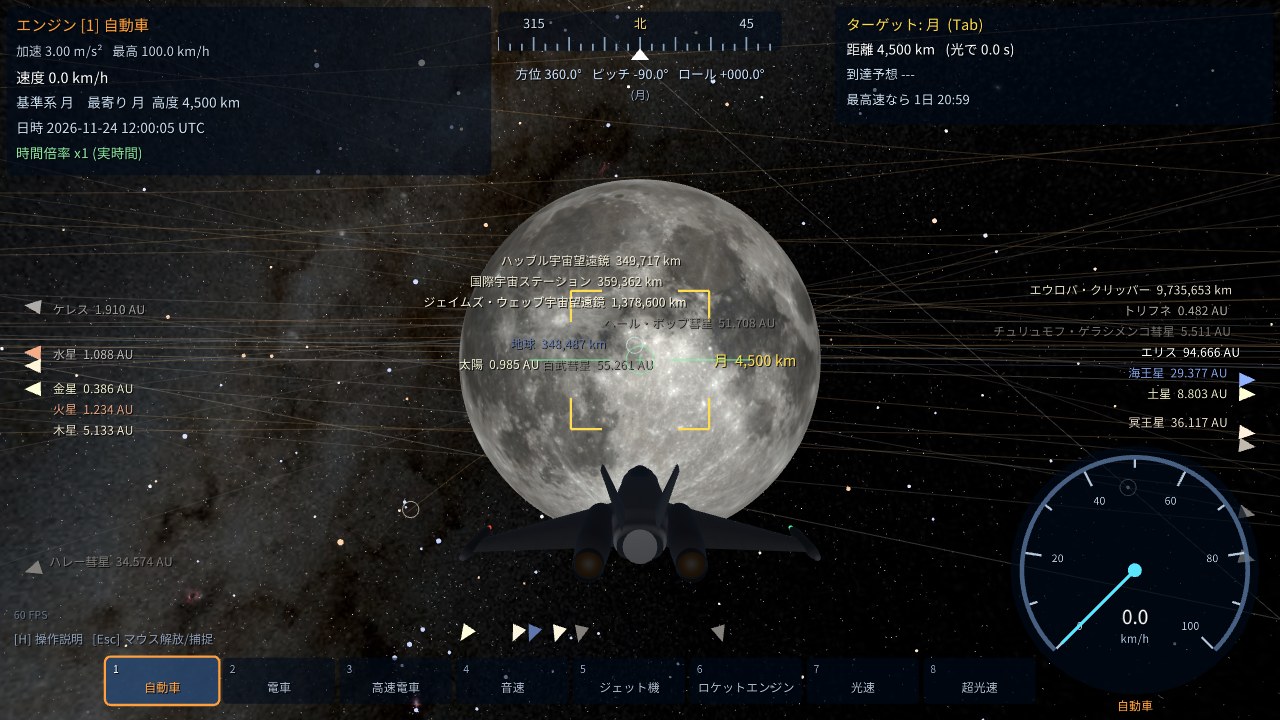 エンジン [1] 自動車
加速 3.00 m/s² 最高 100.0 km/h
速度 0.0 km/h
基準系 月 最寄り 月 高度 4,500 km
日時 2026-11-24 12:00:05 UTC
時間倍率 x1 (実時間)
315 北 45
方位 360.0° ピッチ -90.0° ロール +000.0°
(月)
ターゲット: 月 (Tab)
距離 4,500 km (光で 0.0 s)
到達予想 ---
最高速なら 1日 20:59
ハッブル宇宙望遠鏡 349,717 km
国際宇宙ステーション 359,362 km
ジェイムズ・ウェッブ宇宙望遠鏡 1,378,600 km
ヘール・ボップ彗星 51.708 AU
地球 348,487 km
太陽 0.985 AU
百武彗星 55.261 AU
月 4,500 km
ケレス 1.910 AU
水星 1.088 AU
金星 0.386 AU
火星 1.234 AU
木星 5.133 AU
ハレー彗星 34.574 AU
エウロパ・クリッパー 9,735,653 km
トリフネ 0.482 AU
チュリュモフ・ゲラシメンコ彗星 5.511 AU
エリス 94.666 AU
海王星 29.377 AU
土星 8.803 AU
冥王星 36.117 AU
60 FPS
[H] 操作説明 [Esc] マウス解放/捕捉
1 自動車
2 電車
3 高速電車
4 音速
5 ジェット機
6 ロケットエンジン
7 光速
8 超光速
0 20 40 60 80 100
0.0
km/h
自動車